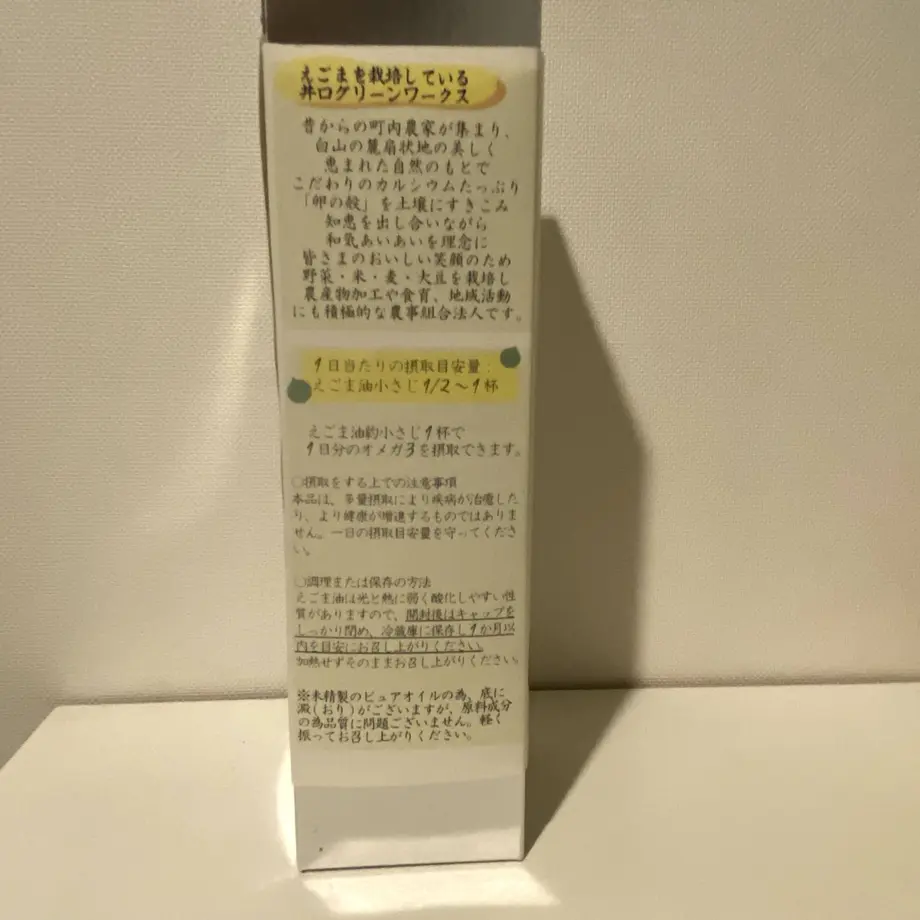 えごまを栽培している
井口グリーンワークス
昔からの町内農家が集まり、
白山の麓扇状地の美しく
恵まれた自然のもとで
こだわりのカルシウムたっぷり
「卵の殻」を土壌にすきこみ
知恵を出し合いながら
和気あいあいを理念に
皆さまのおいしい笑顔のため
野菜・米・麦・大豆を栽培し
農産物加工や食育、地域活動
にも積極的な農事組合法人です。
1日当たりの摂取目安量：
えごま油小さじ1/2～1杯
えごま油約小さじ1杯で
1日分のオメガ3を摂取できます。
○摂取をする上での注意事項
本品は、多量摂取により疾病が治癒した
り、より健康が増進するものではありま
せん。一日の摂取目安量を守ってくださ
い。
○調理または保存の方法
えごま油は光と熱に弱く酸化しやすい性
質がありますので、開封後はキャップを
しっかり閉め、冷蔵庫に保存し1か月以
内を目安にお召し上がりください。
加熱せずそのままお召し上がりください。
※未精製のピュアオイルの為、底に
澱(おり)がございますが、原料成分
の為品質に問題ございません。軽く
振ってお召し上がりください。